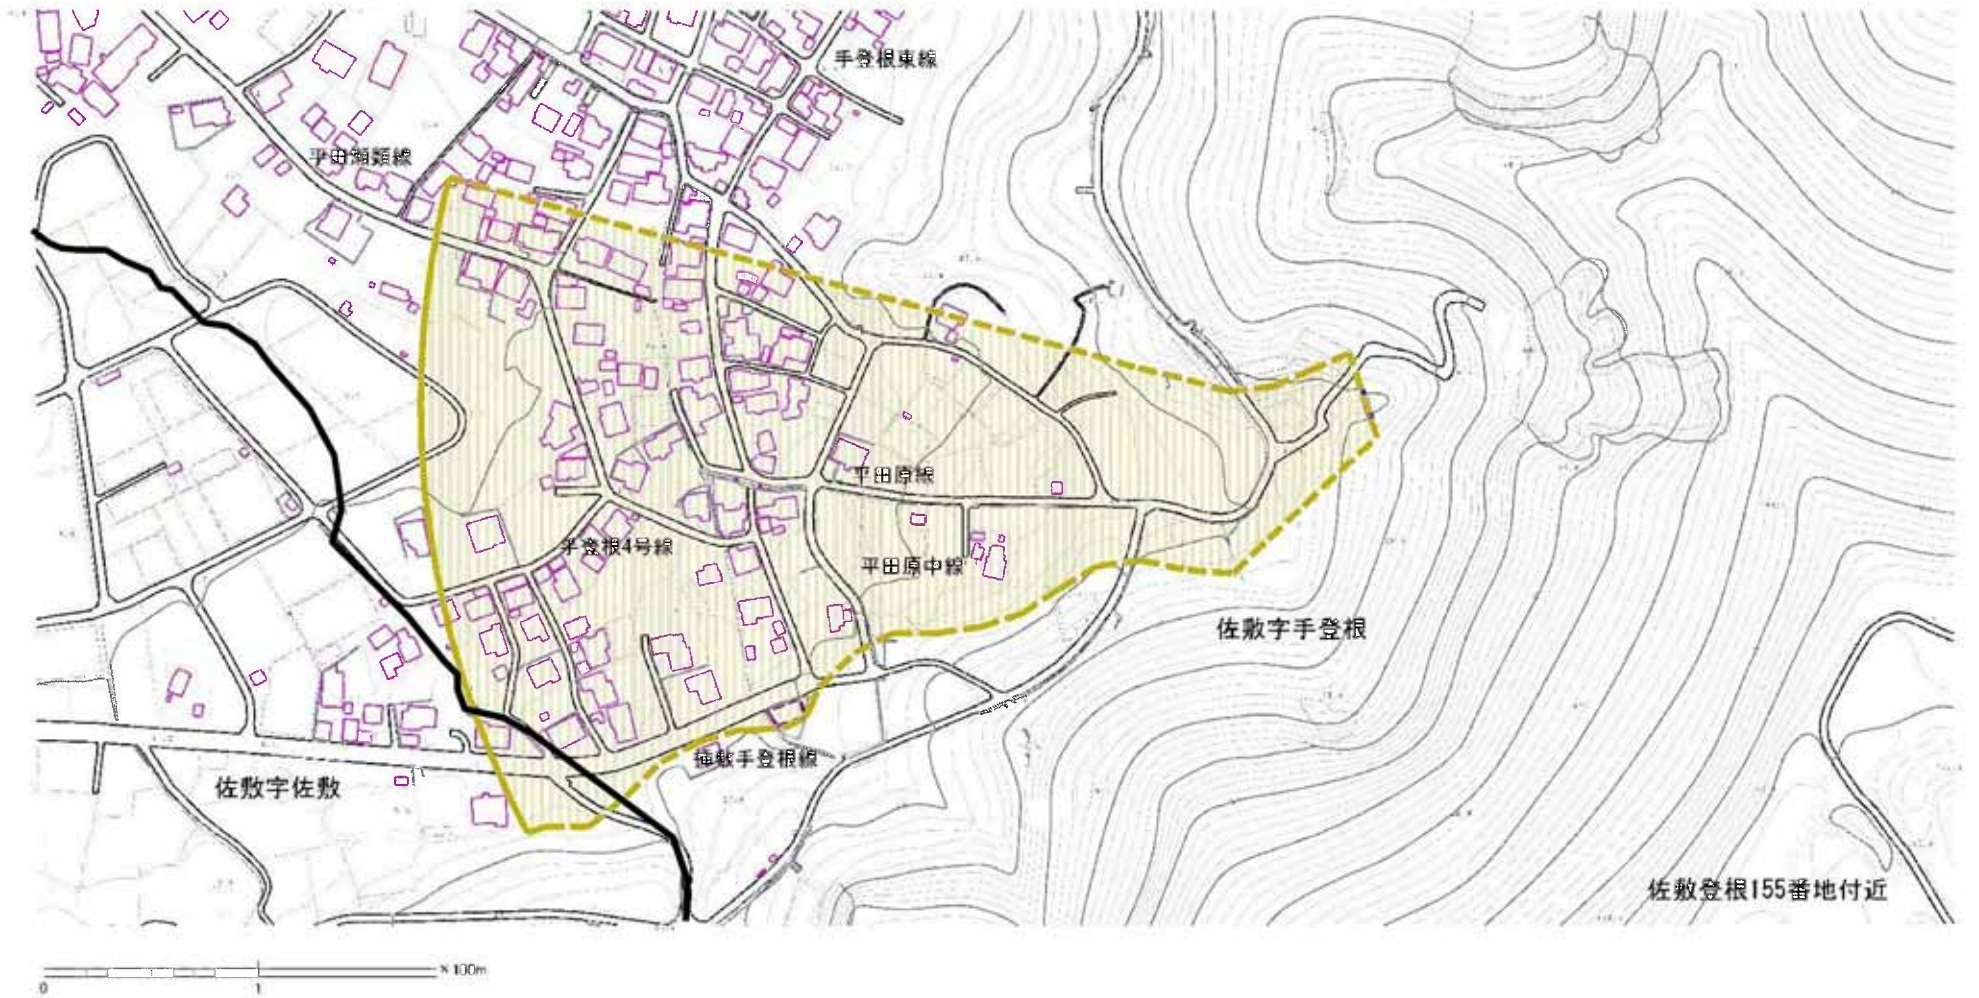 手登根東線
平田瀬頭線
平田原線
手登根4号線
平田原中線
佐敷字手登根
佐敷手登根線
佐敷字佐敷
佐敷登根155番地付近
×100m
0 1